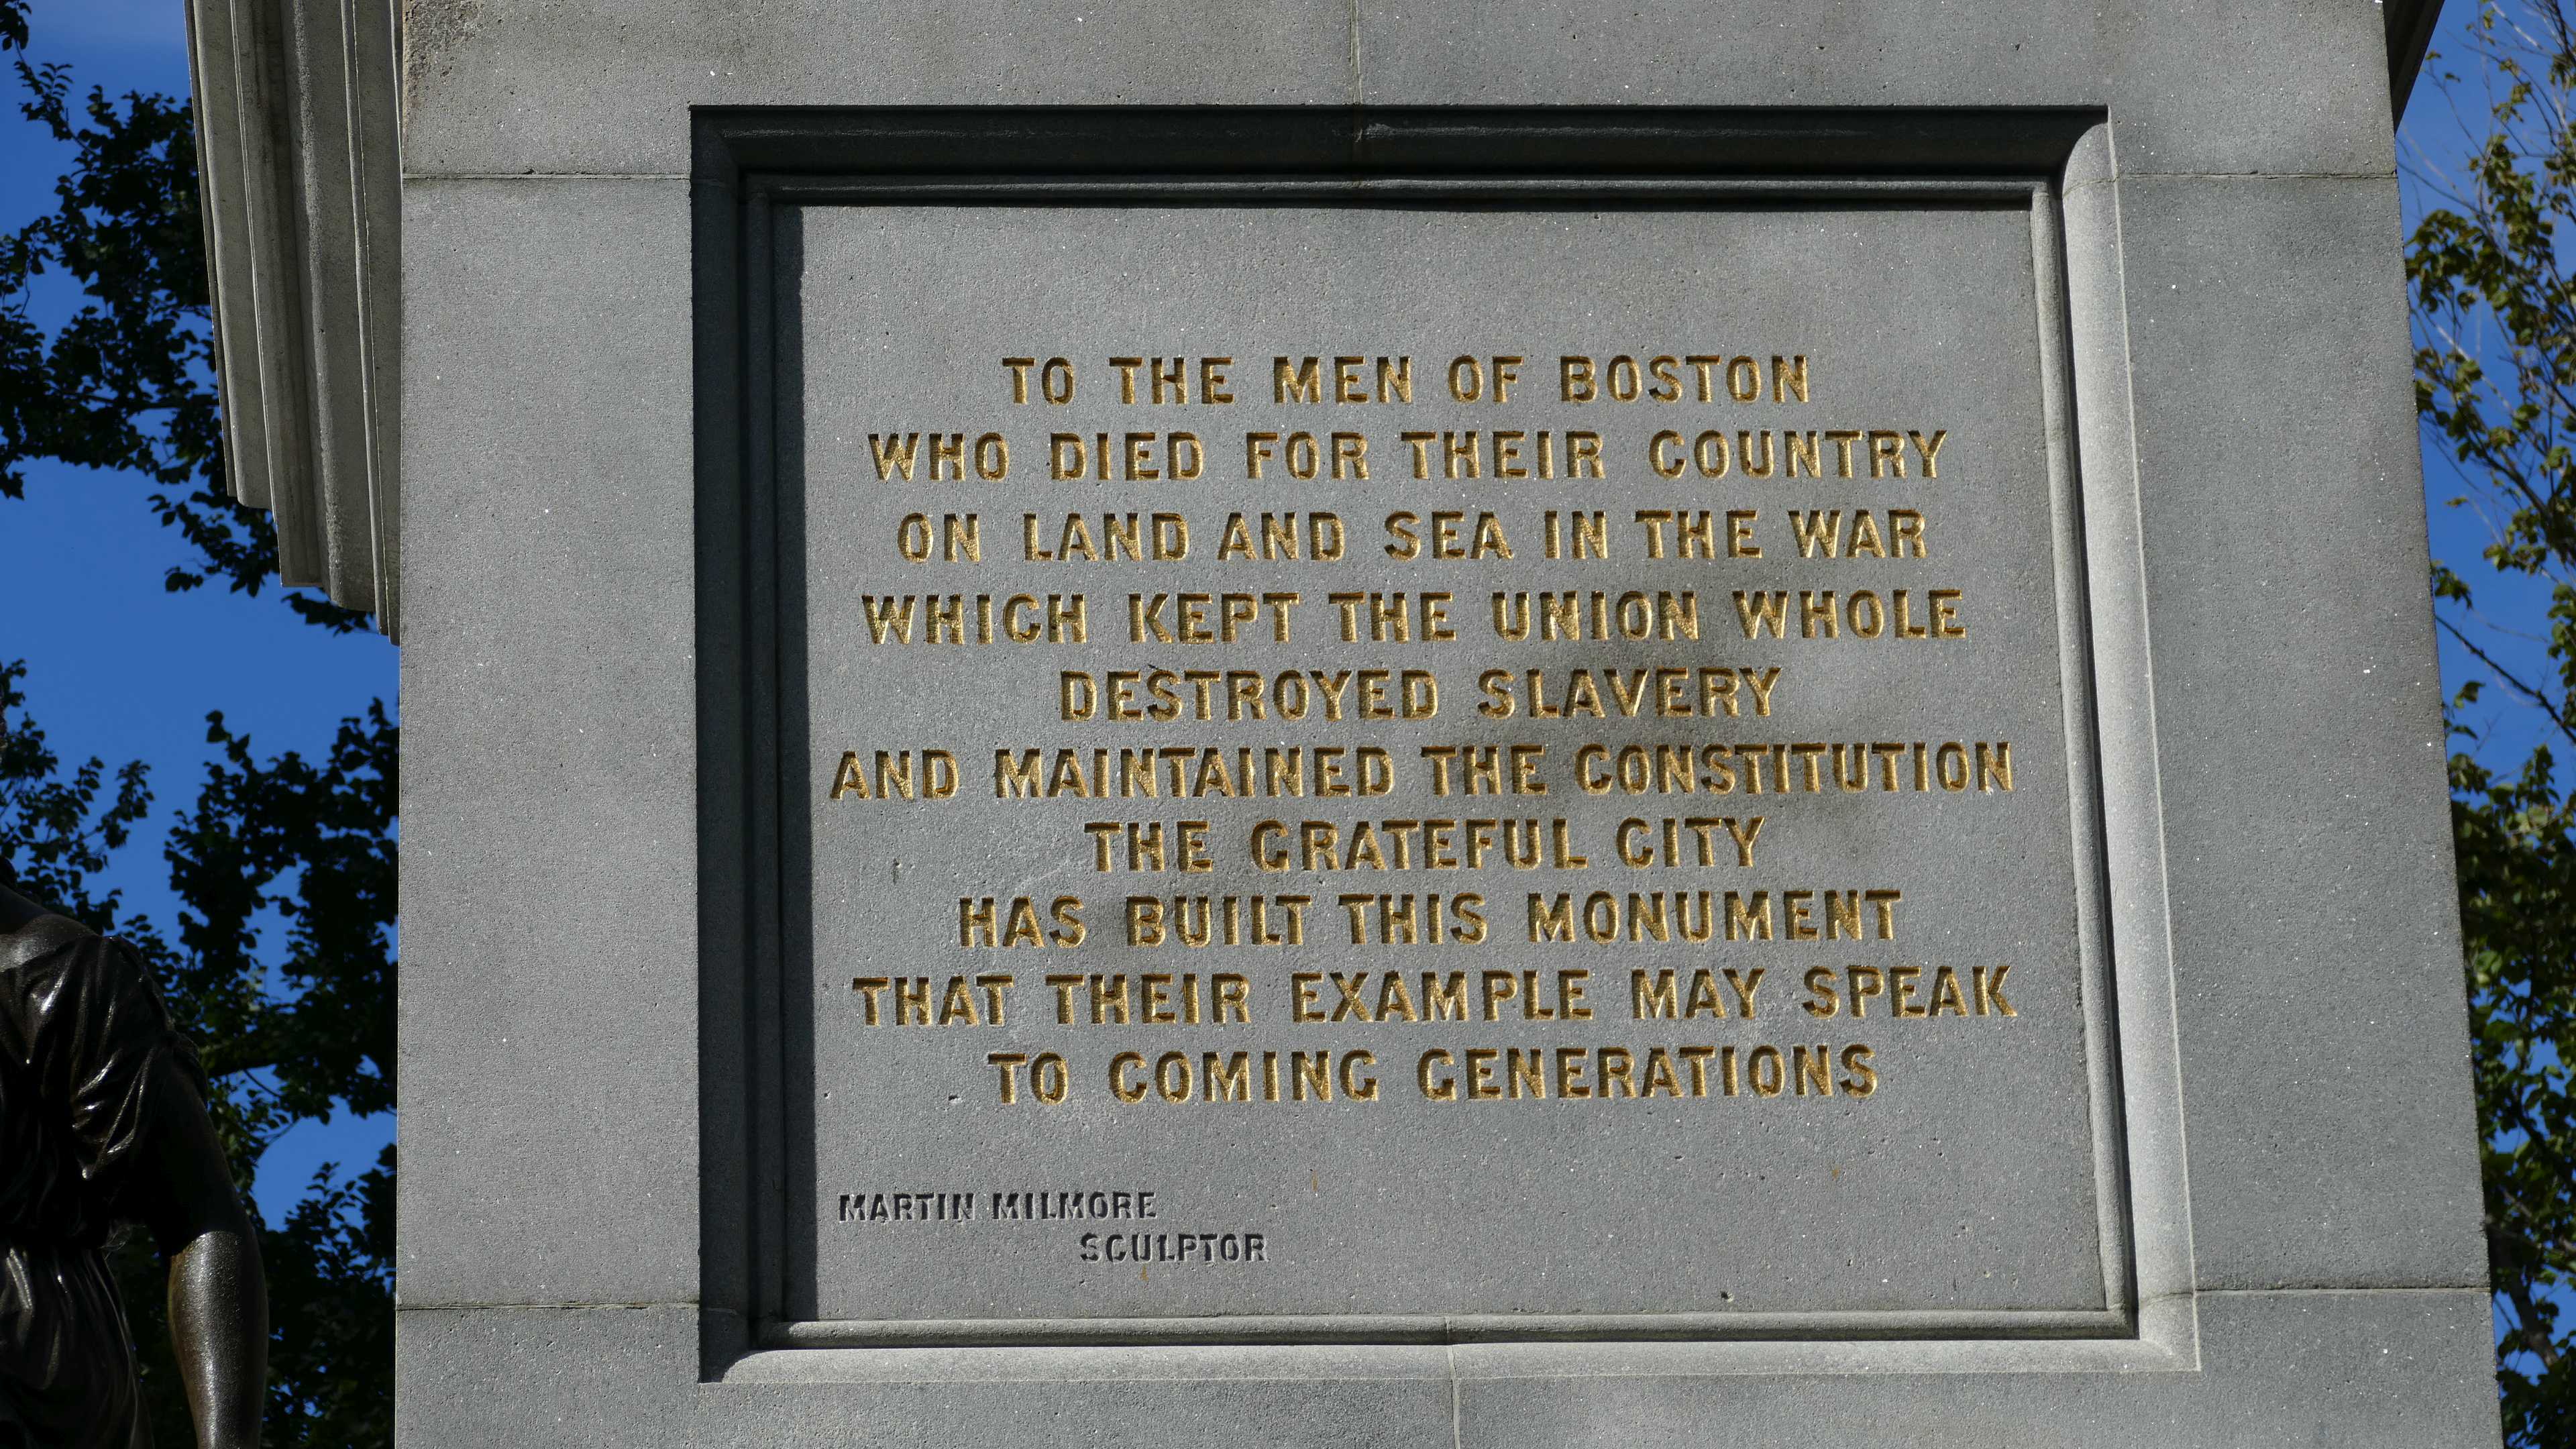 TO THE MEN OF BOSTON
WHO DIED FOR THEIR COUNTRY
ON LAND AND SEA IN THE WAR
WHICH KEPT THE UNION WHOLE
DESTROYED SLAVERY
AND MAINTAINED THE CONSTITUTION
THE GRATEFUL CITY
HAS BUILT THIS MONUMENT
THAT THEIR EXAMPLE MAY SPEAK
TO COMING GENERATIONS
MARTIN MILMORE
SCULPTOR